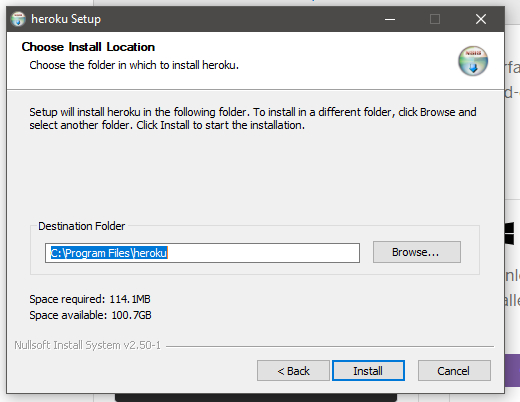 heroku Setup
Choose Install Location
Choose the folder in which to install heroku.
Setup will install heroku in the following folder. To install in a different folder, click Browse and
select another folder. Click Install to start the installation.
Destination Folder
C:\Program Files\heroku
Browse...
Space required: 114.1MB
Space available: 100.7GB
Nullsoft Install System v2.50-1
< Back
Install
Cancel